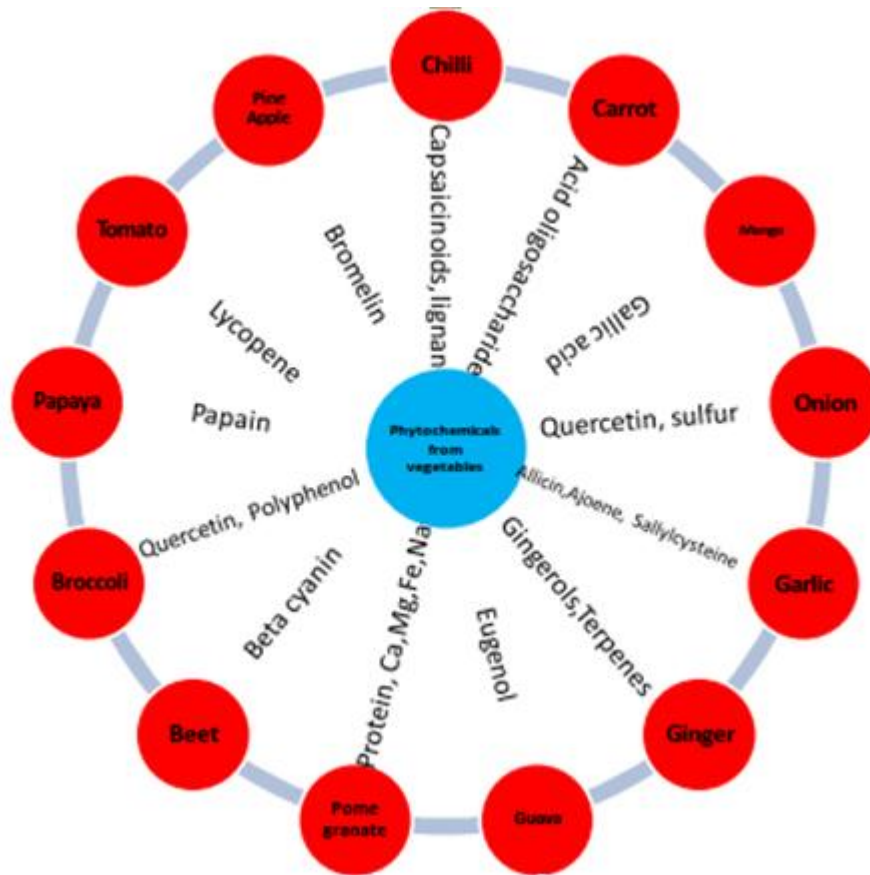 Chilli
Carrot
Mango
Onion
Garlic
Ginger
Guava
Pome
granate
Beet
Broccoli
Papaya
Tomato
Pine
Apple
Phytochemicals
from
vegetables
Capsaicinoids, lignan
Acid oligosaccharide
Gallic acid
Quercetin, sulfur
Allicin,Ajoene, Sallylcysteine
Gingerols,Terpenes
Eugenol
Protein, Ca,Mg,Fe,Na
Beta cyanin
Quercetin, Polyphenol
Papain
Lycopene
Bromelin